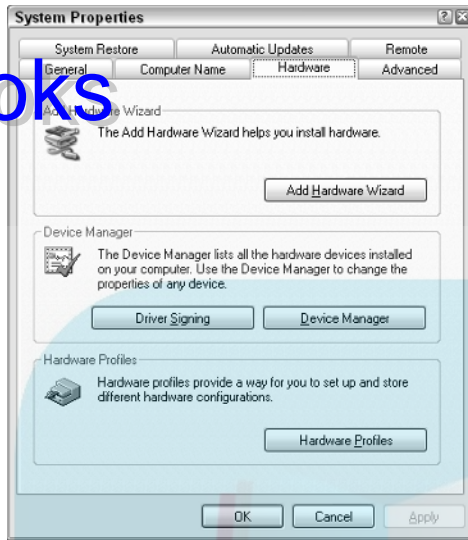 System Properties
System Restore Automatic Updates Remote
General Computer Name Hardware Advanced
oks
Add Hardware Wizard
The Add Hardware Wizard helps you install hardware.
Add Hardware Wizard
Device Manager
The Device Manager lists all the hardware devices installed
on your computer. Use the Device Manager to change the
properties of any device.
Driver Signing Device Manager
Hardware Profiles
Hardware profiles provide a way for you to set up and store
different hardware configurations.
Hardware Profiles
OK Cancel Apply